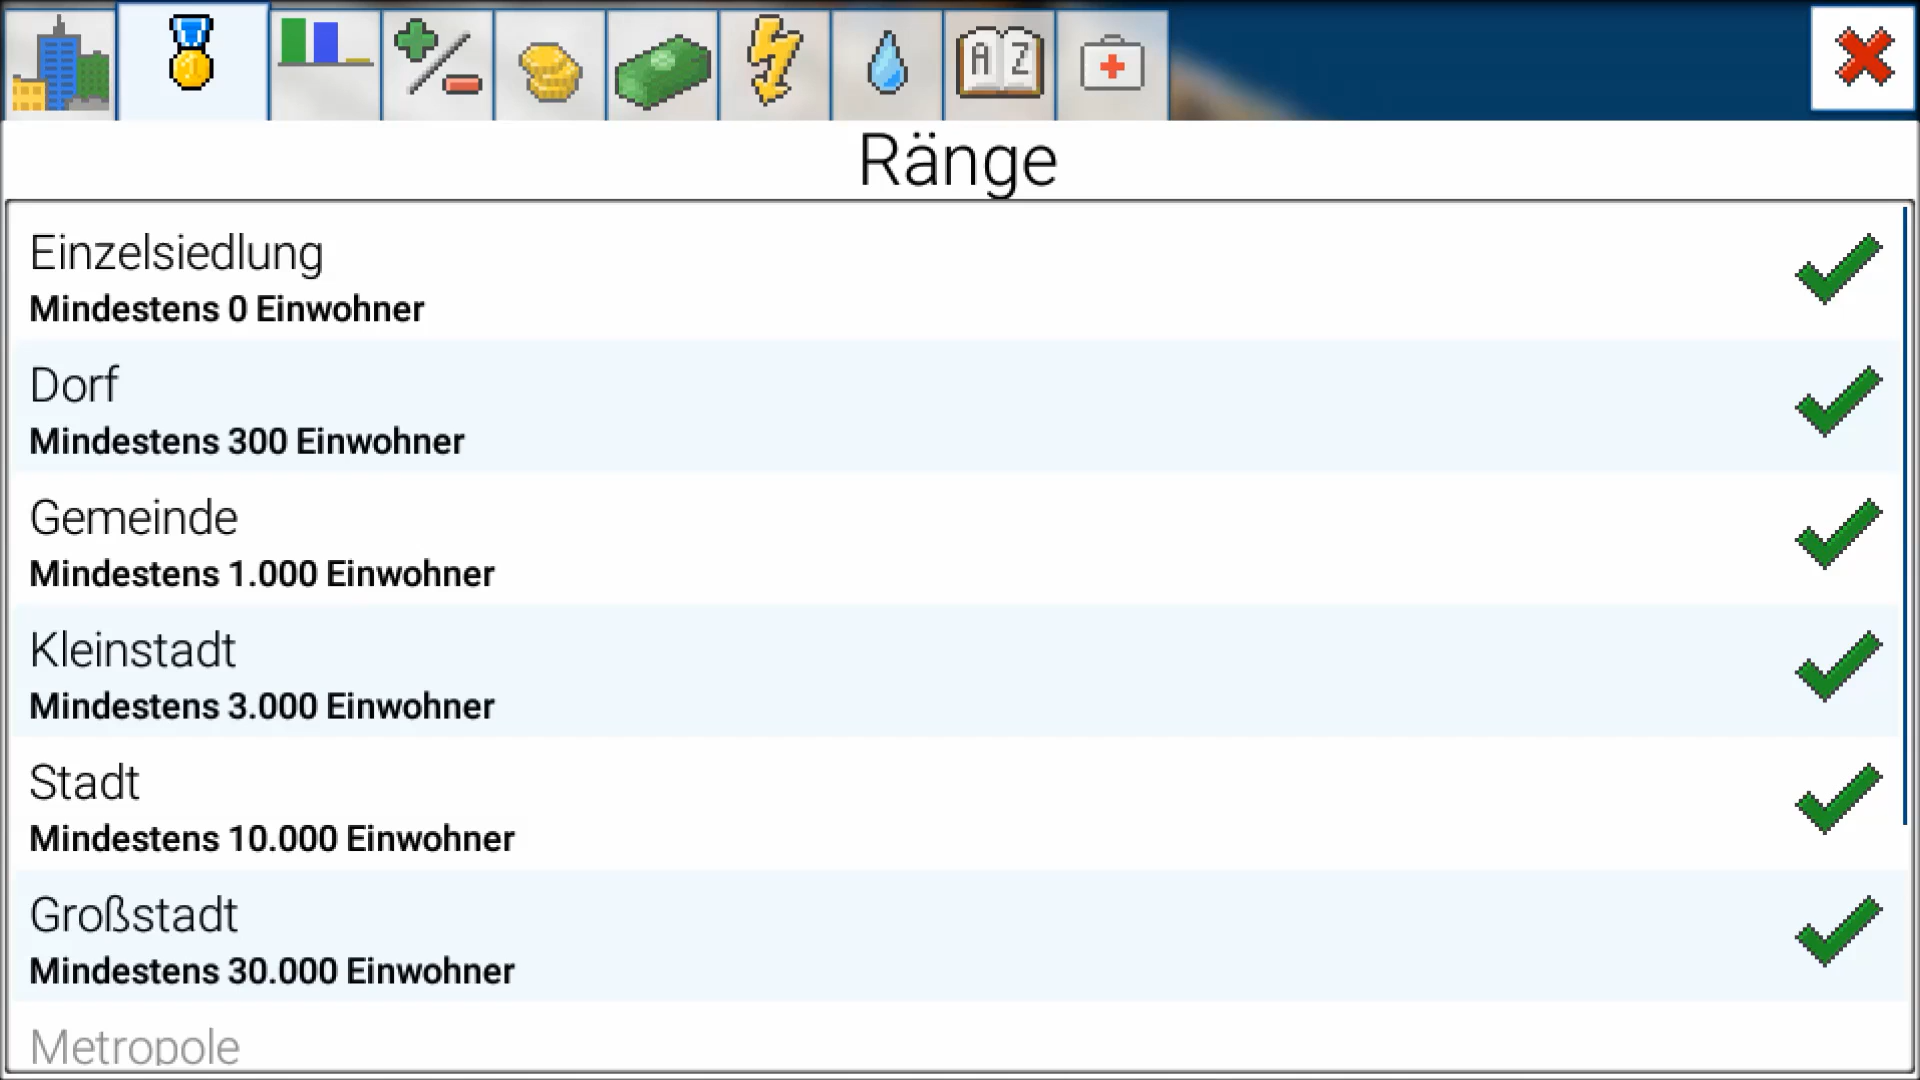 A Z
Ränge
Einzelsiedlung
Mindestens 0 Einwohner
Dorf
Mindestens 300 Einwohner
Gemeinde
Mindestens 1.000 Einwohner
Kleinstadt
Mindestens 3.000 Einwohner
Stadt
Mindestens 10.000 Einwohner
Großstadt
Mindestens 30.000 Einwohner
Metropole